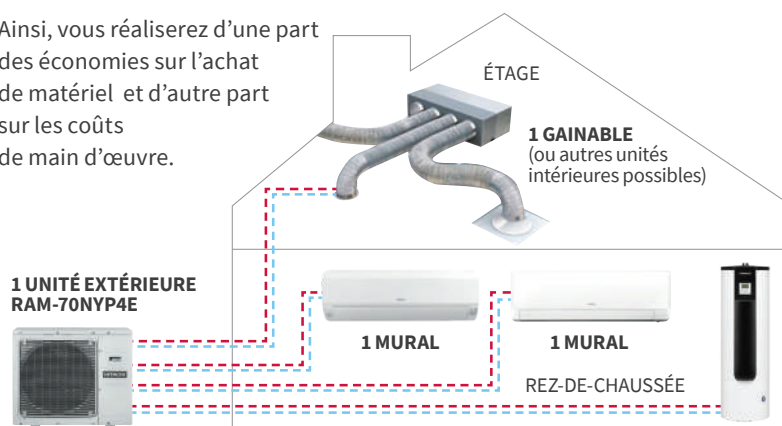 Ainsi, vous réaliserez d'une part
des économies sur l'achat
de matériel et d'autre part
sur les coûts
de main d'œuvre.
ÉTAGE
1 GAINABLE
(ou autres unités
intérieures possibles)
1 UNITÉ EXTÉRIEURE
RAM-70NYP4E
HITACHI
1 MURAL
1 MURAL
REZ-DE-CHAUSSÉE